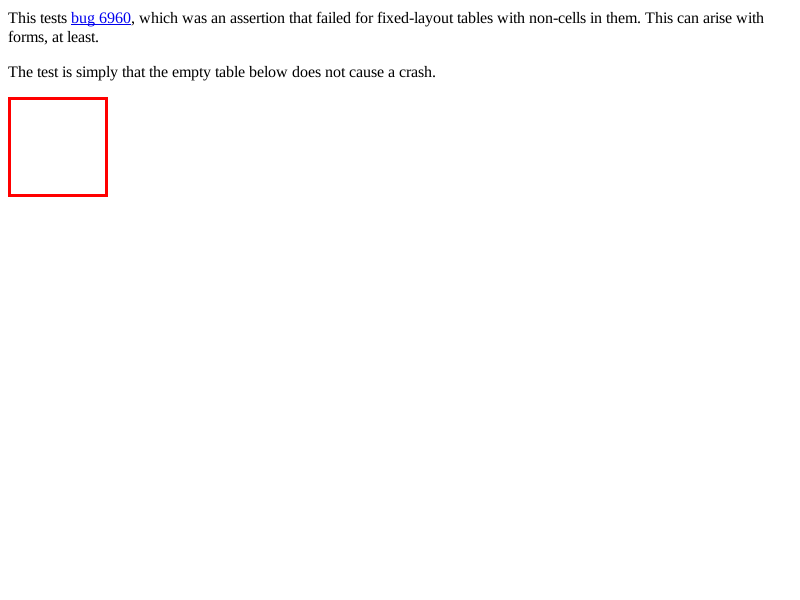 This tests bug 6960, which was an assertion that failed for fixed-layout tables with non-cells in them. This can arise with
forms, at least.
The test is simply that the empty table below does not cause a crash.